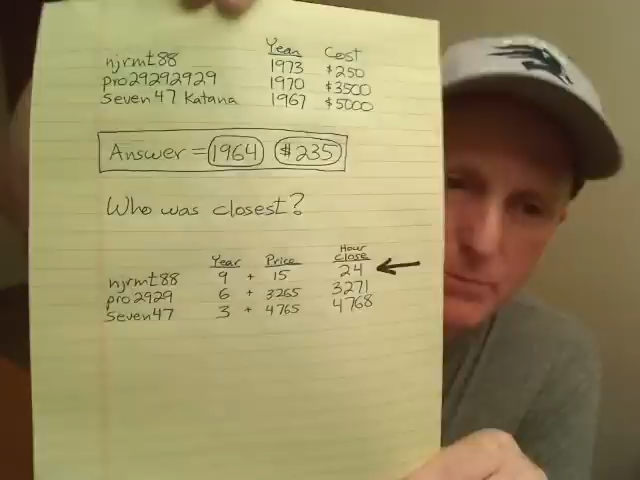 Year Cost
njrmt88 1973 $250
pro29292929 1970 $3500
seven47 Katana 1967 $5000
Answer = 1964 $235
Who was closest?
Year Price How Close
njrmt88 9 + 15 24
pro2929 6 + 3265 3271
seven47 3 + 4765 4768